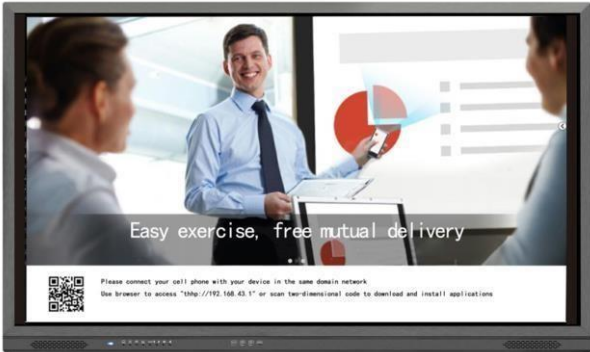 Easy exercise, free mutual delivery
Please connect your cell phone with your device in the same domain network
Use browser to access "thhp://192.168.43.1" or scan two-dimensional code to download and install applications